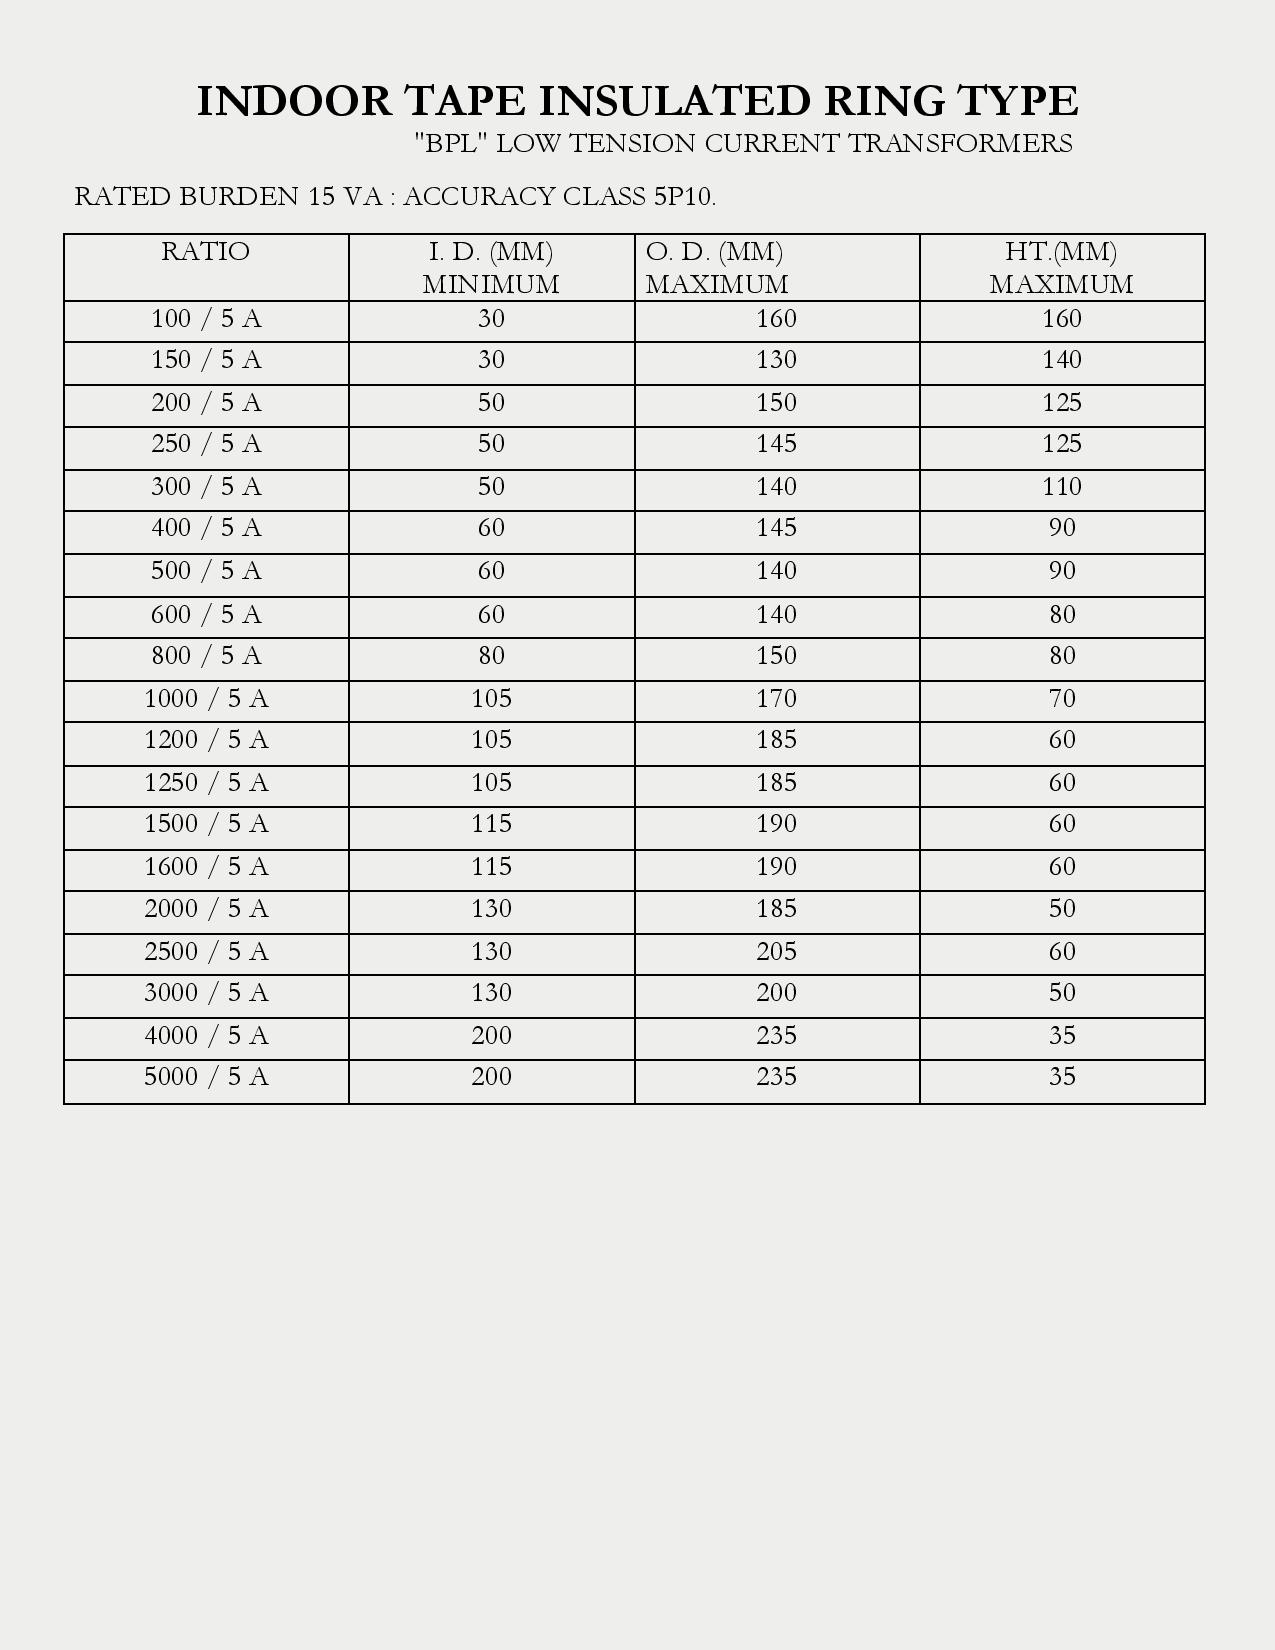 INDOOR TAPE INSULATED RING TYPE
"BPL" LOW TENSION CURRENT TRANSFORMERS
RATED BURDEN 15 VA : ACCURACY CLASS 5P10.
RATIO I. D. (MM) O. D. (MM) HT.(MM)
MINIMUM MAXIMUM MAXIMUM
100 / 5 A 30 160 160
150 / 5 A 30 130 140
200 / 5 A 50 150 125
250 / 5 A 50 145 125
300 / 5 A 50 140 110
400 / 5 A 60 145 90
500 / 5 A 60 140 90
600 / 5 A 60 140 80
800 / 5 A 80 150 80
1000 / 5 A 105 170 70
1200 / 5 A 105 185 60
1250 / 5 A 105 185 60
1500 / 5 A 115 190 60
1600 / 5 A 115 190 60
2000 / 5 A 130 185 50
2500 / 5 A 130 205 60
3000 / 5 A 130 200 50
4000 / 5 A 200 235 35
5000 / 5 A 200 235 35